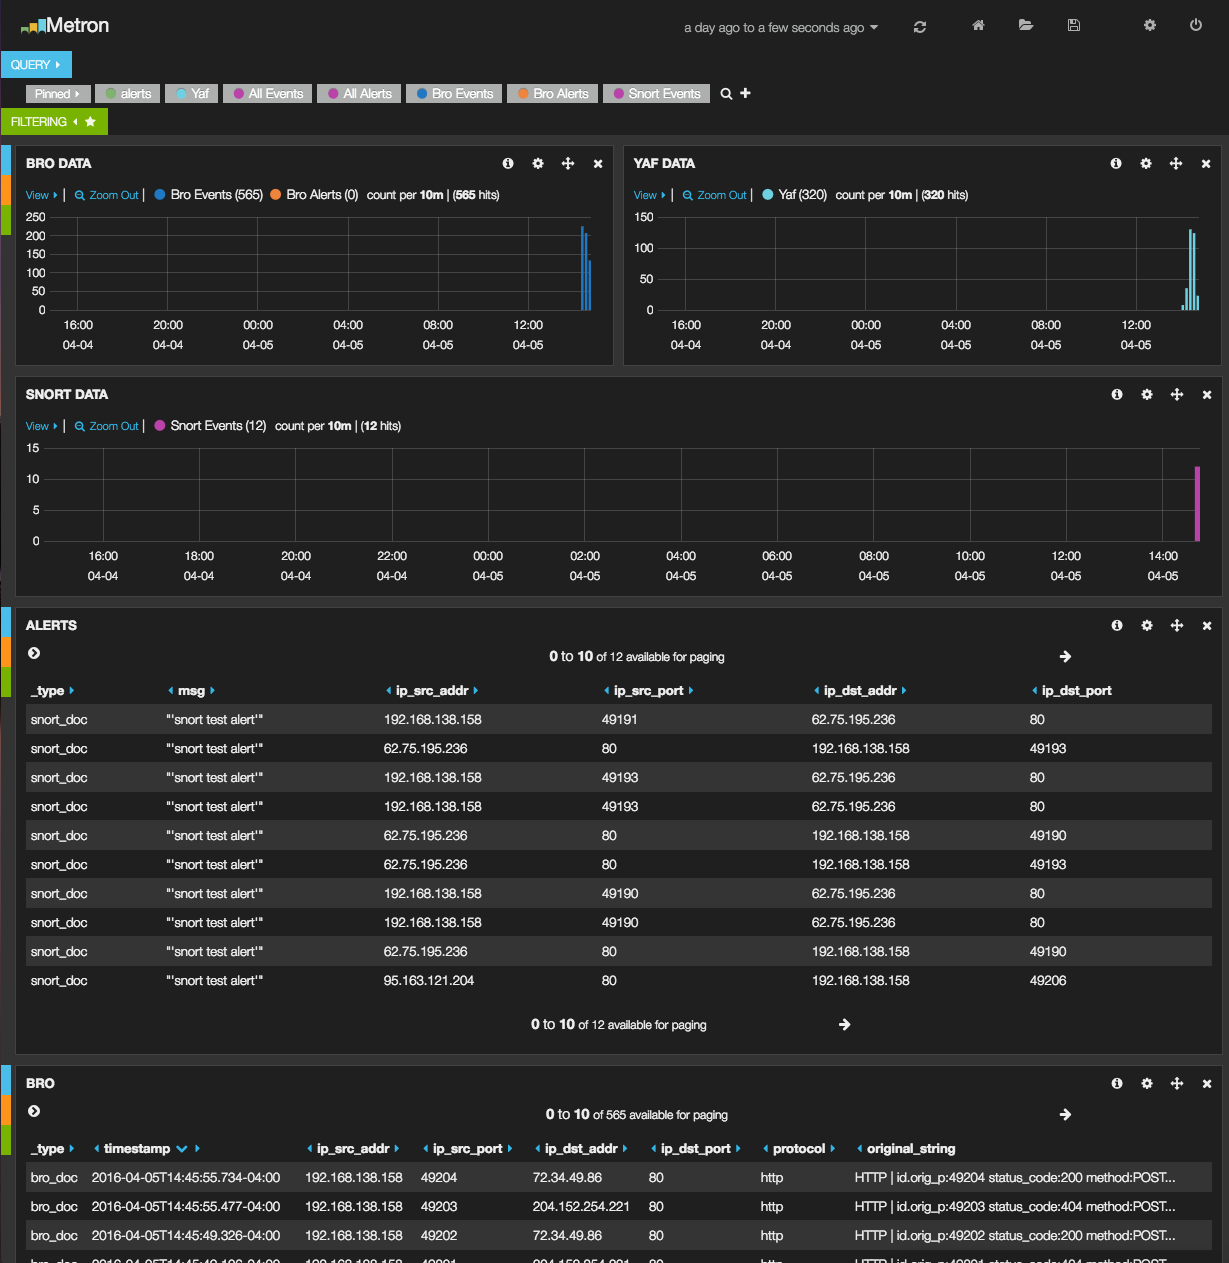 Metron
a day ago to a few seconds ago
QUERY
Pinned alerts Yaf All Events All Alerts Bro Events Bro Alerts Snort Events
FILTERING
BRO DATA
View | Zoom Out | Bro Events (565) Bro Alerts (0) count per 10m | (565 hits)
250
200
150
100
50
0
16:00 20:00 00:00 04:00 08:00 12:00
04-04 04-04 04-05 04-05 04-05 04-05
YAF DATA
View | Zoom Out | Yaf (320) count per 10m | (320 hits)
150
100
50
0
16:00 20:00 00:00 04:00 08:00 12:00
04-04 04-04 04-05 04-05 04-05 04-05
SNORT DATA
View | Zoom Out | Snort Events (12) count per 10m | (12 hits)
15
10
5
0
16:00 18:00 20:00 22:00 00:00 02:00 04:00 06:00 08:00 10:00 12:00 14:00
04-04 04-04 04-04 04-04 04-05 04-05 04-05 04-05 04-05 04-05 04-05 04-05
ALERTS
0 to 10 of 12 available for paging
_type msg ip_src_addr ip_src_port ip_dst_addr ip_dst_port
snort_doc "'snort test alert'" 192.168.138.158 49191 62.75.195.236 80
snort_doc "'snort test alert'" 62.75.195.236 80 192.168.138.158 49193
snort_doc "'snort test alert'" 192.168.138.158 49193 62.75.195.236 80
snort_doc "'snort test alert'" 192.168.138.158 49193 62.75.195.236 80
snort_doc "'snort test alert'" 62.75.195.236 80 192.168.138.158 49190
snort_doc "'snort test alert'" 62.75.195.236 80 192.168.138.158 49193
snort_doc "'snort test alert'" 192.168.138.158 49190 62.75.195.236 80
snort_doc "'snort test alert'" 192.168.138.158 49190 62.75.195.236 80
snort_doc "'snort test alert'" 62.75.195.236 80 192.168.138.158 49190
snort_doc "'snort test alert'" 95.163.121.204 80 192.168.138.158 49206
0 to 10 of 12 available for paging
BRO
0 to 10 of 565 available for paging
_type timestamp ip_src_addr ip_src_port ip_dst_addr ip_dst_port protocol original_string
bro_doc 2016-04-05T14:45:55.734-04:00 192.168.138.158 49204 72.34.49.86 80 http HTTP | id.orig_p:49204 status_code:200 method:POST...
bro_doc 2016-04-05T14:45:55.477-04:00 192.168.138.158 49203 204.152.254.221 80 http HTTP | id.orig_p:49203 status_code:404 method:POST...
bro_doc 2016-04-05T14:45:49.326-04:00 192.168.138.158 49202 72.34.49.86 80 http HTTP | id.orig_p:49202 status_code:200 method:POST...